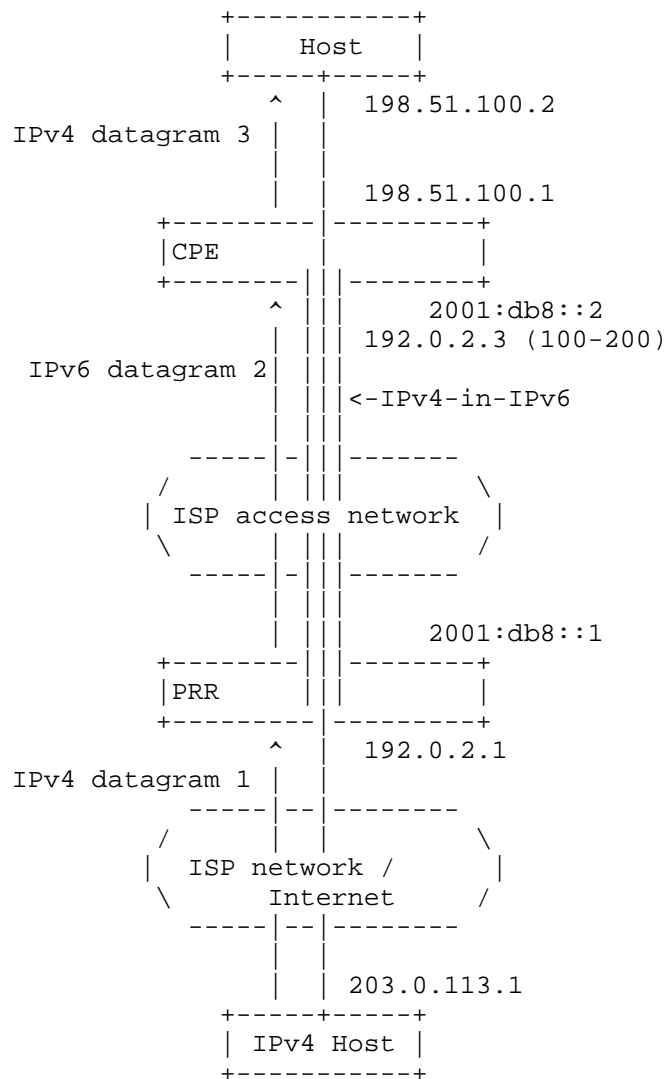 Host
198.51.100.2
IPv4 datagram 3
198.51.100.1
CPE
2001:db8::2
192.0.2.3 (100-200)
IPv6 datagram 2
<-IPv4-in-IPv6
ISP access network
2001:db8::1
PRR
192.0.2.1
IPv4 datagram 1
ISP network /
Internet
203.0.113.1
IPv4 Host